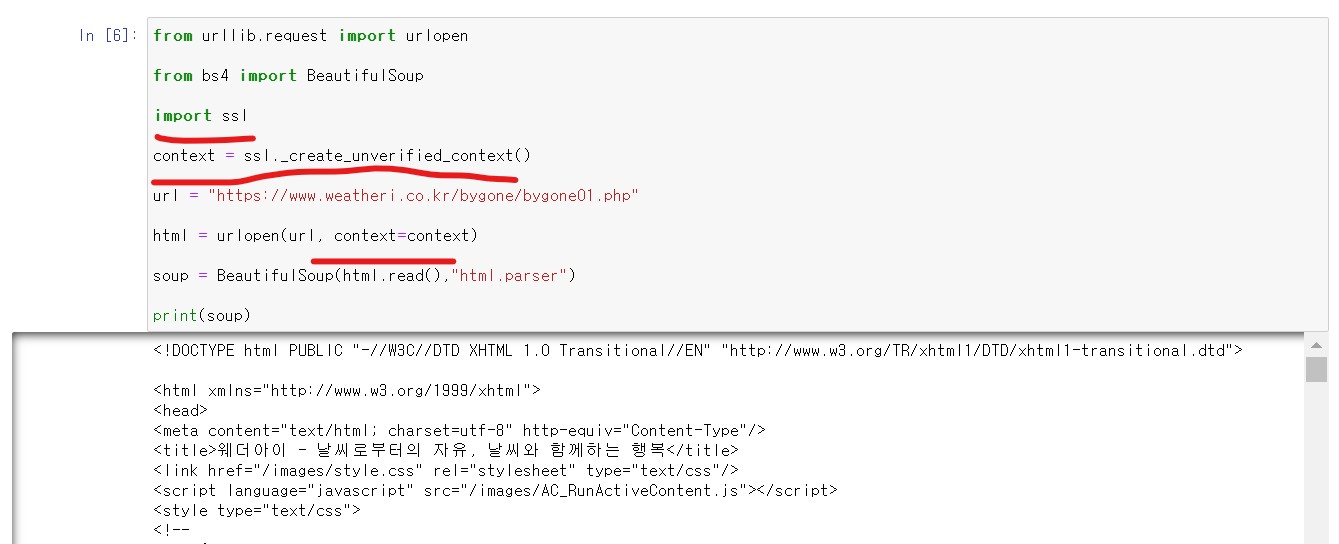 In [6]:
from urllib.request import urlopen
from bs4 import BeautifulSoup
import ssl
context = ssl._create_unverified_context()
url = "https://www.weatheri.co.kr/bygone/bygone01.php"
html = urlopen(url, context=context)
soup = BeautifulSoup(html.read(),"html.parser")
print(soup)
<!DOCTYPE html PUBLIC "-//W3C//DTD XHTML 1.0 Transitional//EN" "http://www.w3.org/TR/xhtml1/DTD/xhtml1-transitional.dtd">
<html xmlns="http://www.w3.org/1999/xhtml">
<head>
<meta content="text/html; charset=utf-8" http-equiv="Content-Type"/>
<title>웨더아이 - 날씨로부터의 자유, 날씨와 함께하는 행복</title>
<link href="/images/style.css" rel="stylesheet" type="text/css"/>
<script language="javascript" src="/images/AC_RunActiveContent.js"></script>
<style type="text/css">
<!--